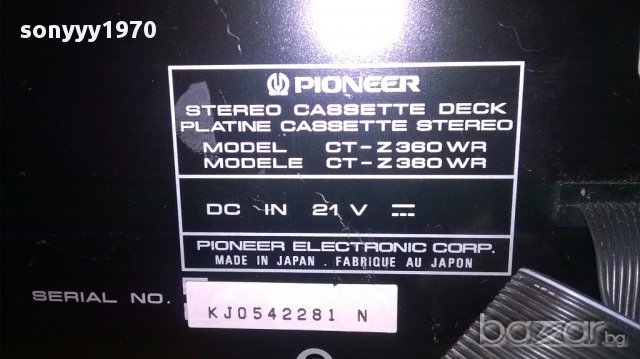 sonyyy1970
PIONEER
STEREO CASSETTE DECK
PLATINE CASSETTE STEREO
MODEL CT-Z360WR
MODELE CT-Z360WR
DC IN 21 V ⎓
PIONEER ELECTRONIC CORP.
MADE IN JAPAN . FABRIQUE AU JAPON
SERIAL NO.
KJ0542281 N
bazar.bg